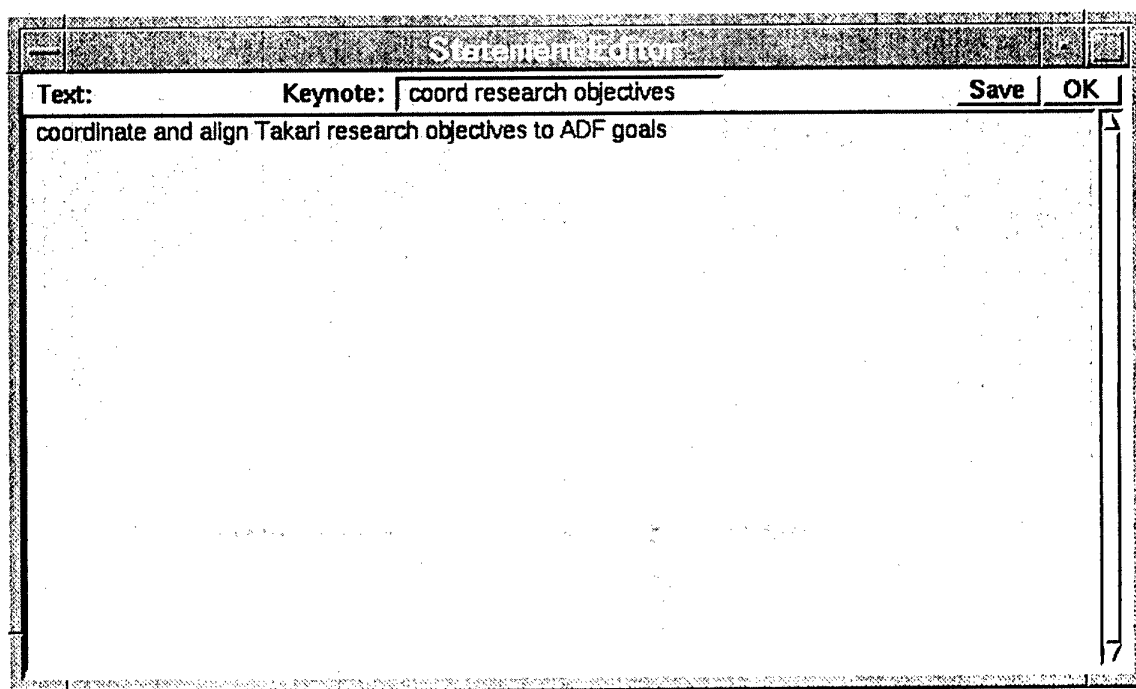 Statement Editor
Text: Keynote: coord research objectives Save OK
coordinate and align Takari research objectives to ADF goals